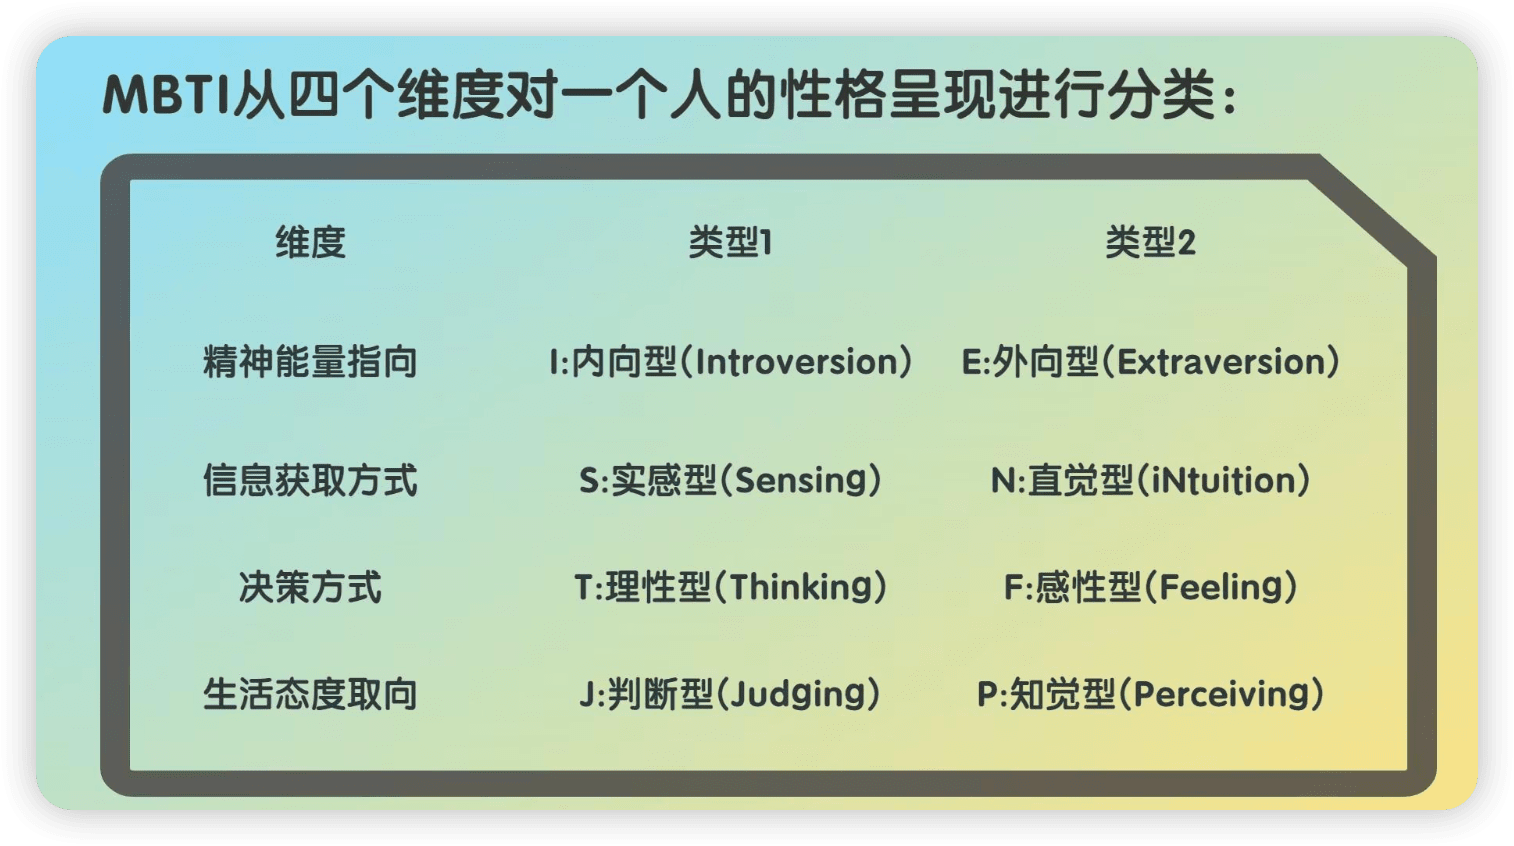 MBTI从四个维度对一个人的性格呈现进行分类:
维度 类型1 类型2
精神能量指向 I:内向型(Introversion) E:外向型(Extraversion)
信息获取方式 S:实感型(Sensing) N:直觉型(iNtuition)
决策方式 T:理性型(Thinking) F:感性型(Feeling)
生活态度取向 J:判断型(Judging) P:知觉型(Perceiving)